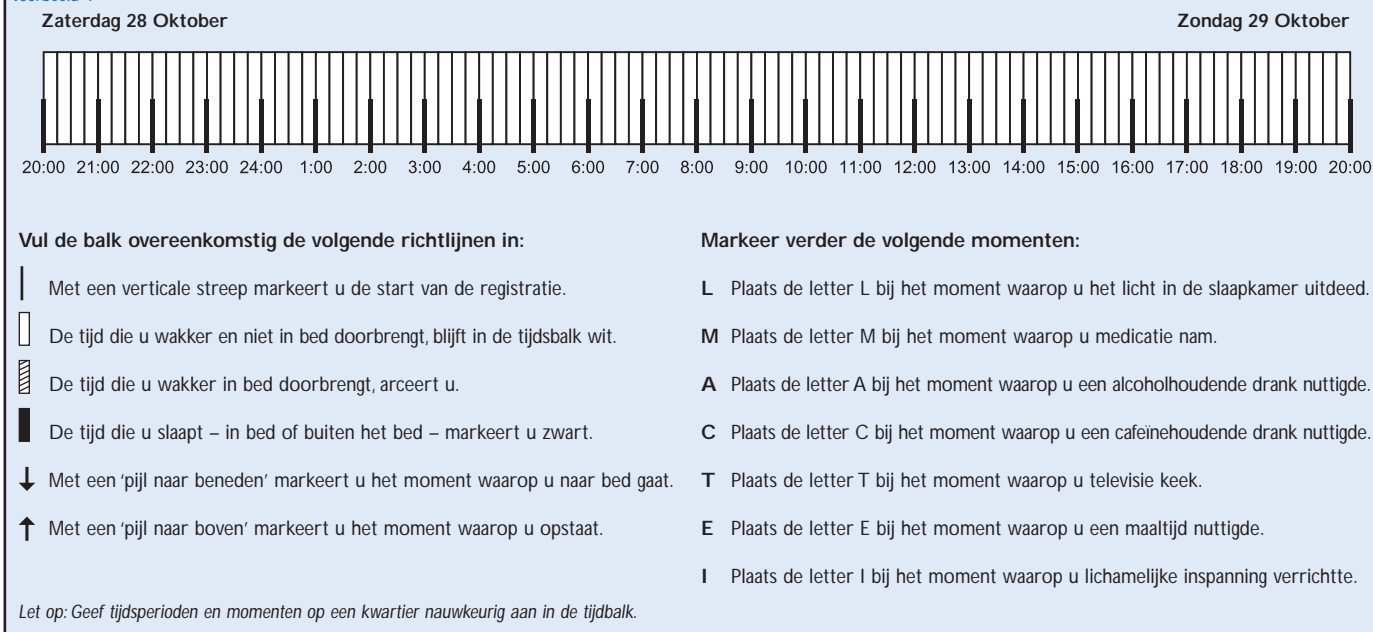 Zaterdag 28 Oktober
Zondag 29 Oktober
20:00 21:00 22:00 23:00 24:00 1:00 2:00 3:00 4:00 5:00 6:00 7:00 8:00 9:00 10:00 11:00 12:00 13:00 14:00 15:00 16:00 17:00 18:00 19:00 20:00
Vul de balk overeenkomstig de volgende richtlijnen in:
Met een verticale streep markeert u de start van de registratie.
De tijd die u wakker en niet in bed doorbrengt, blijft in de tijdsbalk wit.
De tijd die u wakker in bed doorbrengt, arceert u.
De tijd die u slaapt – in bed of buiten het bed – markeert u zwart.
↓ Met een ‘pijl naar beneden’ markeert u het moment waarop u naar bed gaat.
↑ Met een ‘pijl naar boven’ markeert u het moment waarop u opstaat.
Markeer verder de volgende momenten:
L Plaats de letter L bij het moment waarop u het licht in de slaapkamer uitdeed.
M Plaats de letter M bij het moment waarop u medicatie nam.
A Plaats de letter A bij het moment waarop u een alcoholhoudende drank nuttigde.
C Plaats de letter C bij het moment waarop u een cafeïnehoudende drank nuttigde.
T Plaats de letter T bij het moment waarop u televisie keek.
E Plaats de letter E bij het moment waarop u een maaltijd nuttigde.
I Plaats de letter I bij het moment waarop u lichamelijke inspanning verrichtte.
Let op: Geef tijdsperioden en momenten op een kwartier nauwkeurig aan in de tijdbalk.